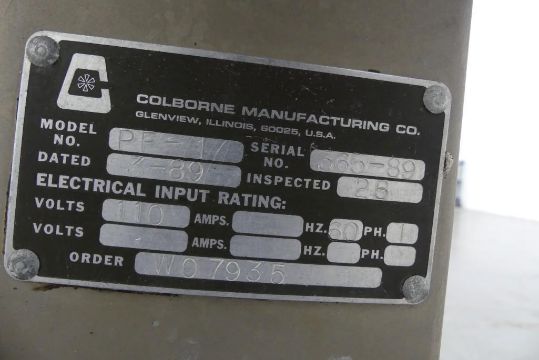 COLBORNE MANUFACTURING CO.
GLENVIEW, ILLINOIS, 60025, U.S.A.
MODEL NO. SERIAL NO. 365-89
DATED INSPECTED 28
ELECTRICAL INPUT RATING:
VOLTS 110 AMPS. HZ. 60 PH. 1
VOLTS AMPS. HZ. PH.
ORDER WO7935